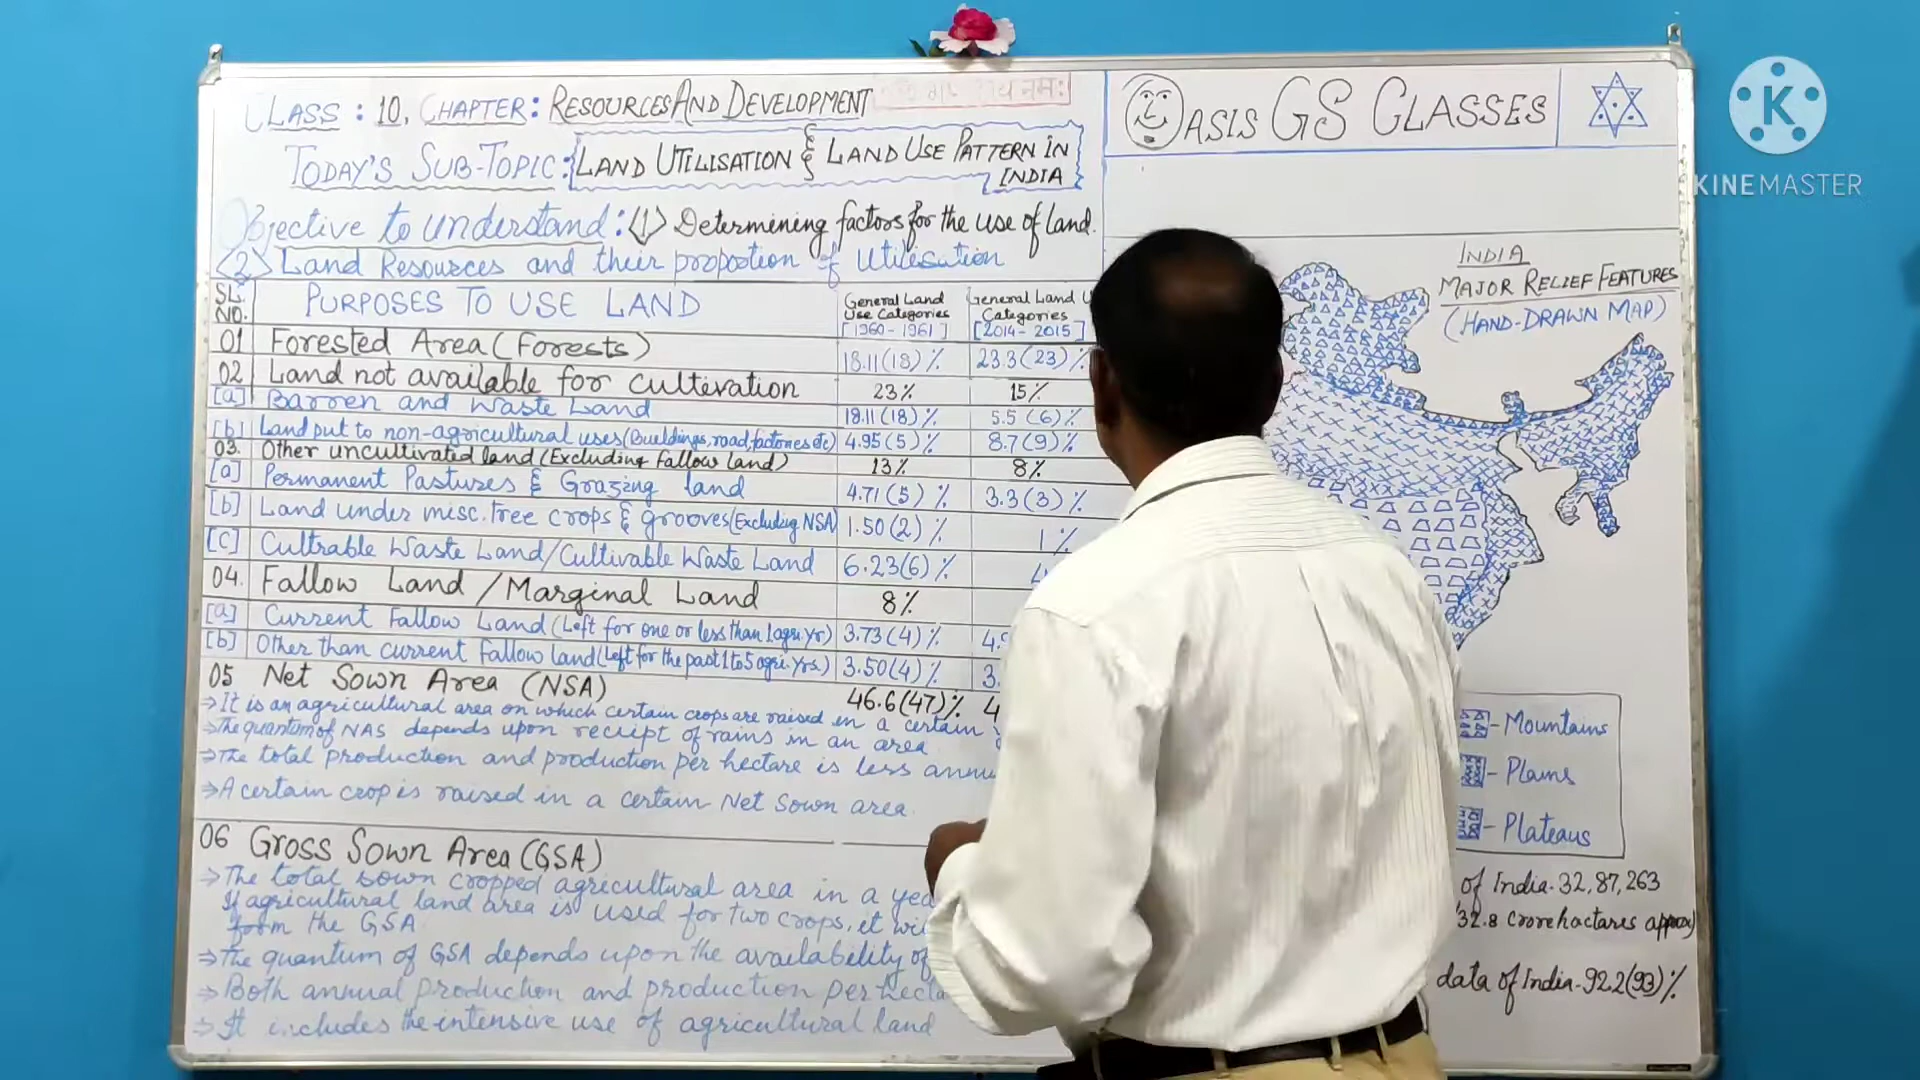 CLASS: 10, CHAPTER: RESOURCES AND DEVELOPMENT
TODAY'S SUB-TOPIC: LAND UTILISATION & LAND USE PATTERN IN INDIA
Objective to understand: <1> Determining factors for the use of land.
<2> Land Resources and their proportion of Utilisation
SL. NO. PURPOSES TO USE LAND General Land Use Categories [1960-1961] General Land U Categories [2014-2015]
01 Forested Area (Forests) 18.11(18)% 23.3(23)%
02 Land not available for cultivation 23% 15%
[a] Barren and Waste Land 18.11(18)% 5.5(6)%
[b] Land put to non-agricultural uses (Buildings, road, factories etc) 4.95(5)% 8.7(9)%
03. Other uncultivated land (Excluding fallow land) 13% 8%
[a] Permanent Pastures & Grazing land 4.71(5)% 3.3(3)%
[b] Land under misc. tree crops & grooves (Excluding NSA) 1.50(2)% 1%
[c] Cultrable Waste Land/Cultivable Waste Land 6.23(6)%
04. Fallow Land / Marginal Land 8%
[a] Current Fallow Land (Left for one or less than 1 agri. yr) 3.73(4)% 4.
[b] Other than current Fallow land (Left for the past 1 to 5 agri. yrs.) 3.50(4)% 3.
05 Net Sown Area (NSA) 46.6(47)% 4
⇒ It is an agricultural area on which certain crops are raised in a certain
⇒ The quantum of NAS depends upon receipt of rains in an area
⇒ The total production and production per hectare is less
⇒ A certain crop is raised in a certain Net Sown area.
06 Gross Sown Area (GSA)
⇒ The total sown cropped agricultural area in a
If agricultural land area is used for two crops, it
form the GSA
⇒ The quantum of GSA depends upon the availability of
⇒ Both annual production and production per
⇒ It includes the intensive use of agricultural land
OASIS GS CLASSES
INDIA
MAJOR RELIEF FEATURES
(HAND-DRAWN MAP)
- Mountains
- Plains
- Plateaus
of India. 32,87,263
32.8 Crore hactares approx)
data of India-92.2(93)%
K
KINEMASTER